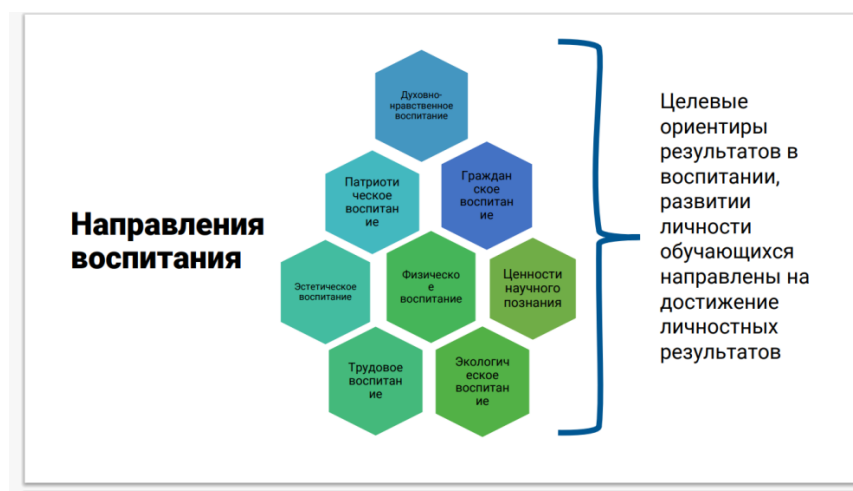 Направления
воспитания
Духовно-
нравственное
воспитание
Патриоти
ческое
воспитан
ие
Граждан
ское
воспитан
ие
Эстетическое
воспитание
Физическо
е
воспитание
Ценности
научного
познания
Трудовое
воспитан
ие
Экологич
еское
воспитан
ие
Целевые
ориентиры
результатов в
воспитании,
развитии
личности
обучающихся
направлены на
достижение
личностных
результатов